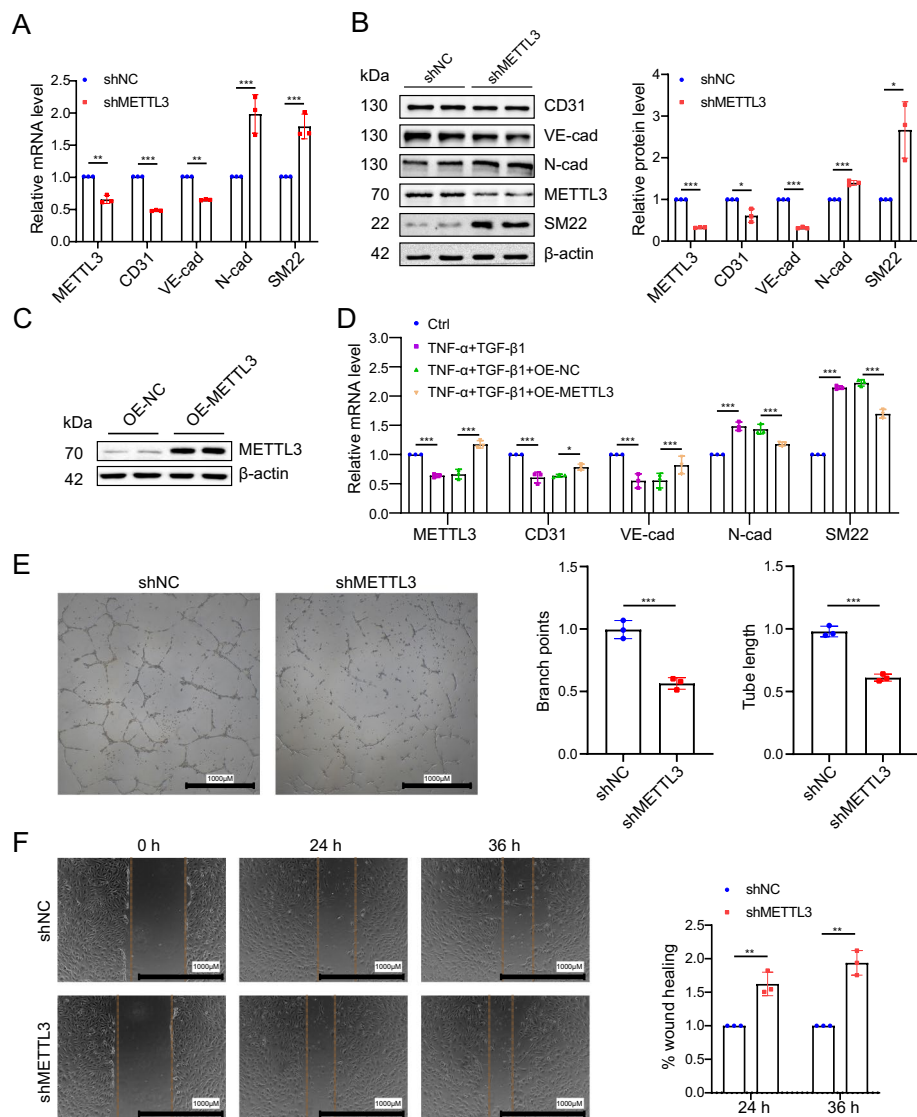 A
shNC
shMETTL3
Relative mRNA level
2.5
2.0
1.5
1.0
0.5
0.0
** *** ** *** ***
METTL3 CD31 VE-cad N-cad SM22
B
shNC shMETTL3
kDa
130 CD31
130 VE-cad
130 N-cad
70 METTL3
22 SM22
42 β-actin
shNC
shMETTL3
Relative protein level
4
3
2
1
0
*** * *** *** *
METTL3 CD31 VE-cad N-cad SM22
C
OE-NC OE-METTL3
kDa
70 METTL3
42 β-actin
D
Ctrl
TNF-α+TGF-β1
TNF-α+TGF-β1+OE-NC
TNF-α+TGF-β1+OE-METTL3
Relative mRNA level
3.0
2.5
2.0
1.5
1.0
0.5
0.0
*** *** *** * *** *** *** *** *** ***
METTL3 CD31 VE-cad N-cad SM22
E
shNC shMETTL3
1000μM 1000μM
Branch points
1.5
1.0
0.5
0.0
***
shNC shMETTL3
Tube length
1.5
1.0
0.5
0.0
***
shNC shMETTL3
F
0 h 24 h 36 h
shNC
1000μM 1000μM 1000μM
shMETTL3
1000μM 1000μM 1000μM
shNC
shMETTL3
% wound healing
2.5
2.0
1.5
1.0
0.5
0.0
** **
24 h 36 h